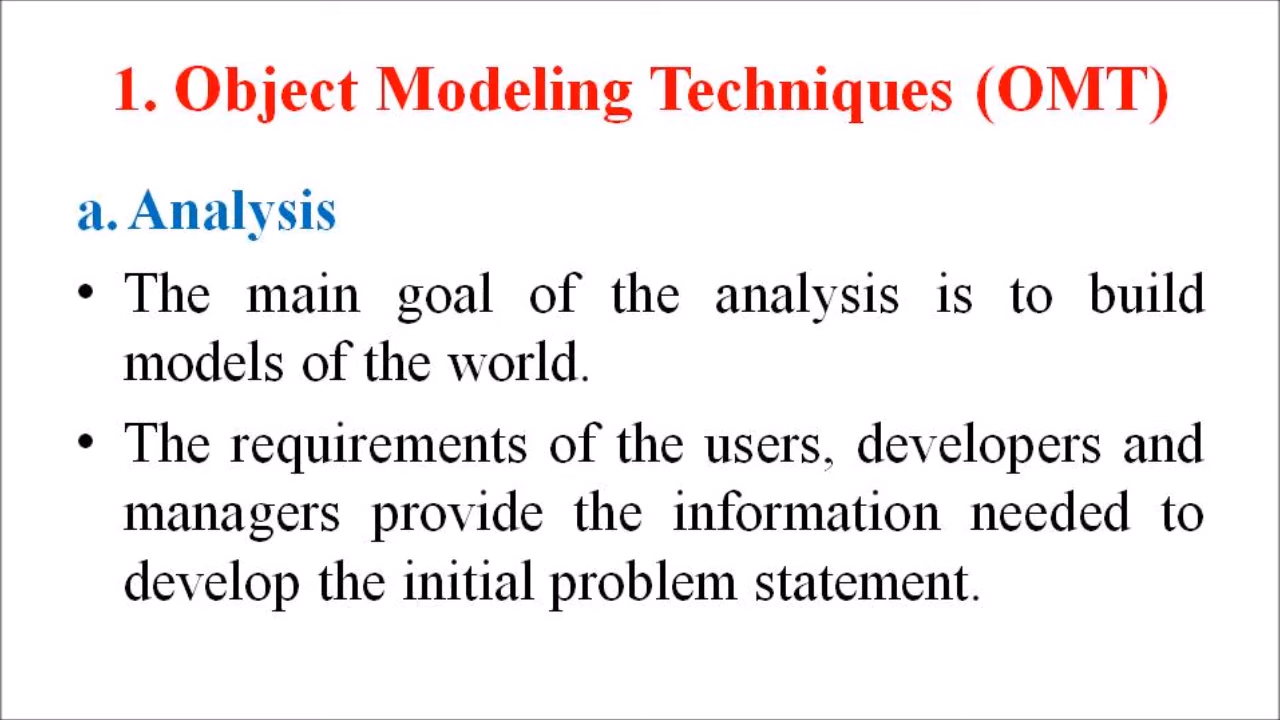 1. Object Modeling Techniques (OMT)
a. Analysis
• The main goal of the analysis is to build
models of the world.
• The requirements of the users, developers and
managers provide the information needed to
develop the initial problem statement.